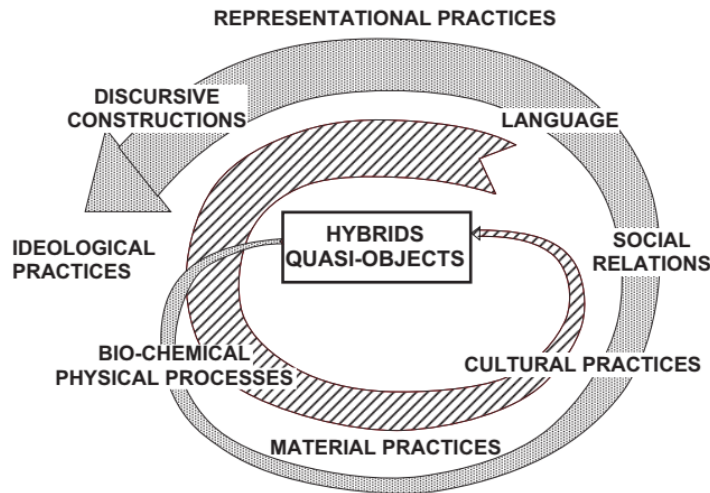 REPRESENTATIONAL PRACTICES
DISCURSIVE
CONSTRUCTIONS
LANGUAGE
HYBRIDS
QUASI-OBJECTS
IDEOLOGICAL
PRACTICES
SOCIAL
RELATIONS
BIO-CHEMICAL
PHYSICAL PROCESSES
CULTURAL PRACTICES
MATERIAL PRACTICES